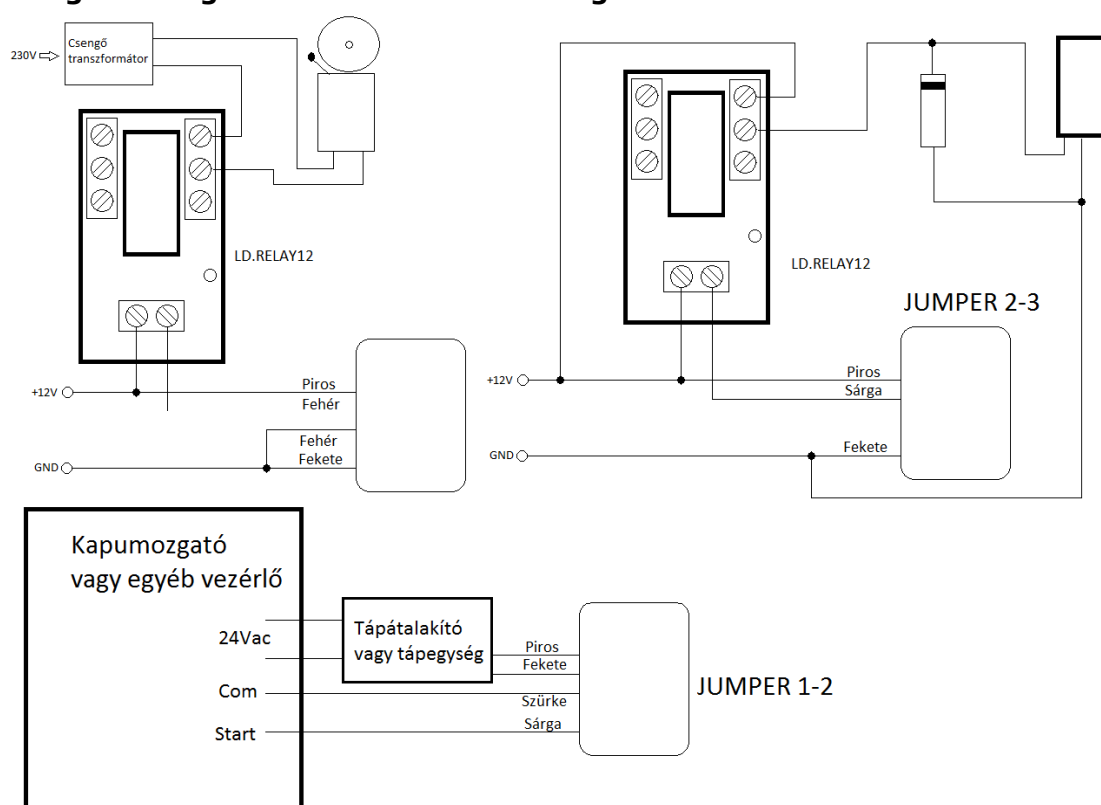 Csengő
transzformátor
230V
LD.RELAY12
+12V
Piros
Fehér
Fehér
Fekete
GND
LD.RELAY12
JUMPER 2-3
+12V
Piros
Sárga
Fekete
GND
Kapumozgató
vagy egyéb vezérlő
24Vac
Com
Start
Tápátalakító
vagy tápegység
Piros
Fekete
Szürke
Sárga
JUMPER 1-2